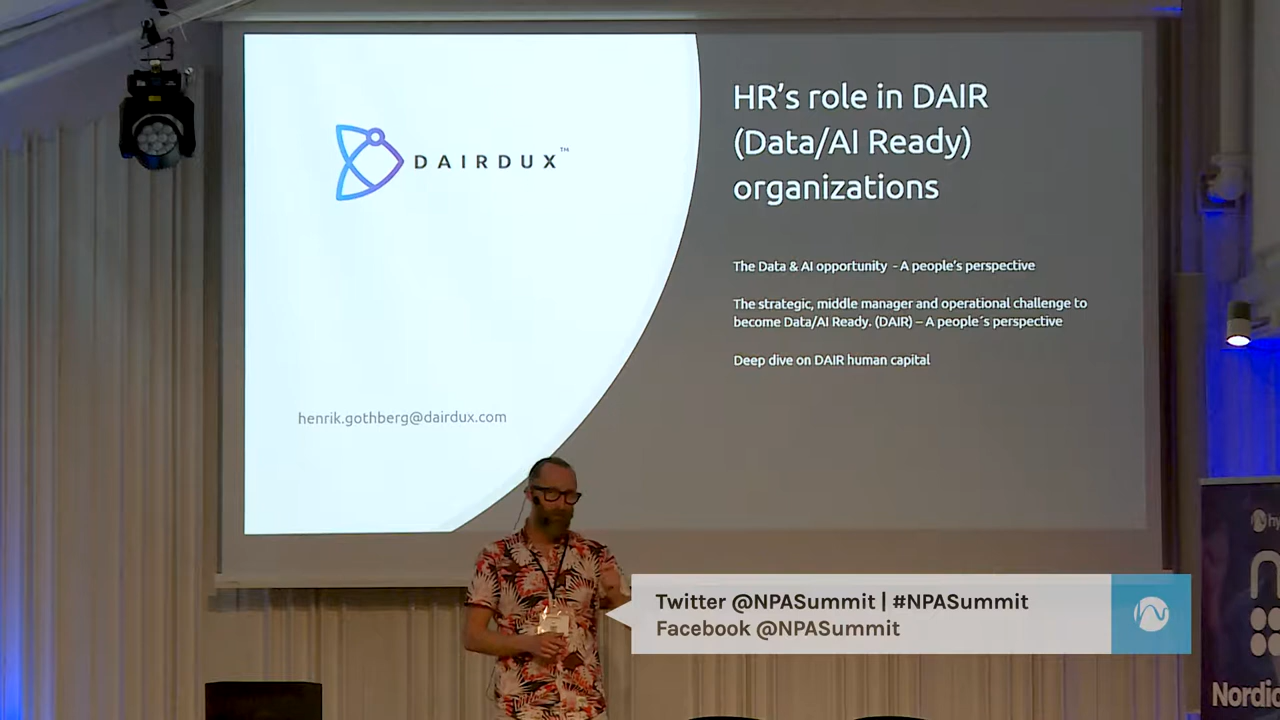 DAIRDUX™
henrik.gothberg@dairdux.com
HR's role in DAIR
(Data/AI Ready)
organizations
The Data & AI opportunity - A people's perspective
The strategic, middle manager and operational challenge to
become Data/AI Ready. (DAIR) – A people´s perspective
Deep dive on DAIR human capital
Twitter @NPASummit | #NPASummit
Facebook @NPASummit
Nordic